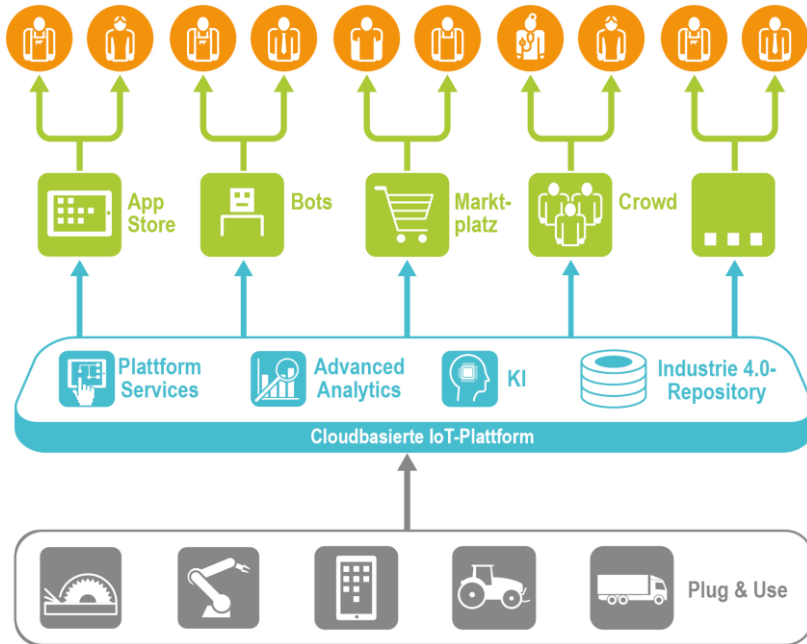 App
Store
Bots
Markt-
platz
Crowd
Plattform
Services
Advanced
Analytics
KI
Industrie 4.0-
Repository
Cloudbasierte IoT-Plattform
Plug & Use